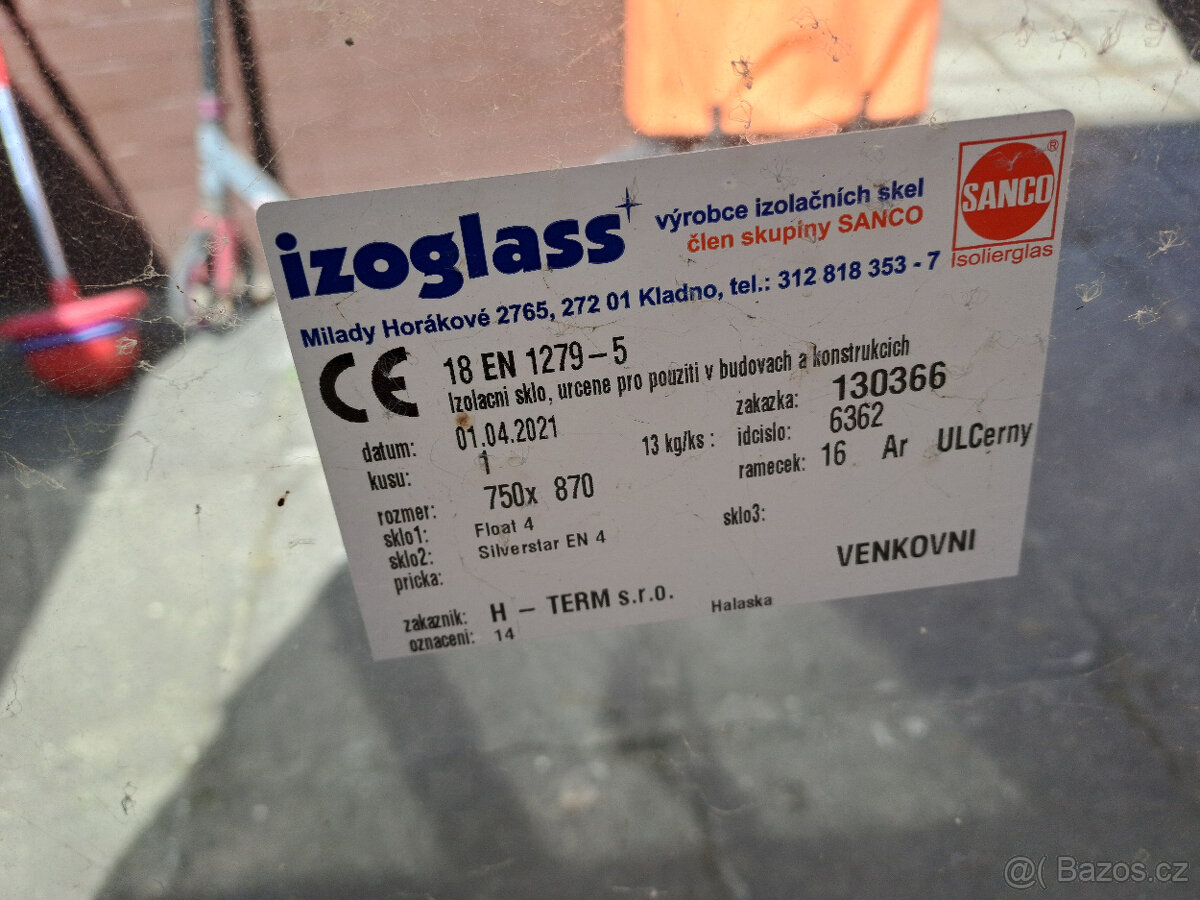 izoglass
výrobce izolačních skel
člen skupiny SANCO
SANCO®
Isolierglas
Milady Horákové 2765, 272 01 Kladno, tel.: 312 818 353 - 7
CE 18 EN 1279-5
Izolacni sklo, urcene pro pouziti v budovach a konstrukcich
datum: 01.04.2021 13 kg/ks : zakazka: 130366
kusu: 1 idcislo: 6362
rozmer: 750x 870 ramecek: 16 Ar ULCerny
sklo1: Float 4
sklo2: Silverstar EN 4 sklo3:
pricka: VENKOVNI
zakaznik: H - TERM s.r.o. Halaska
oznaceni: 14
@( Bazos.cz